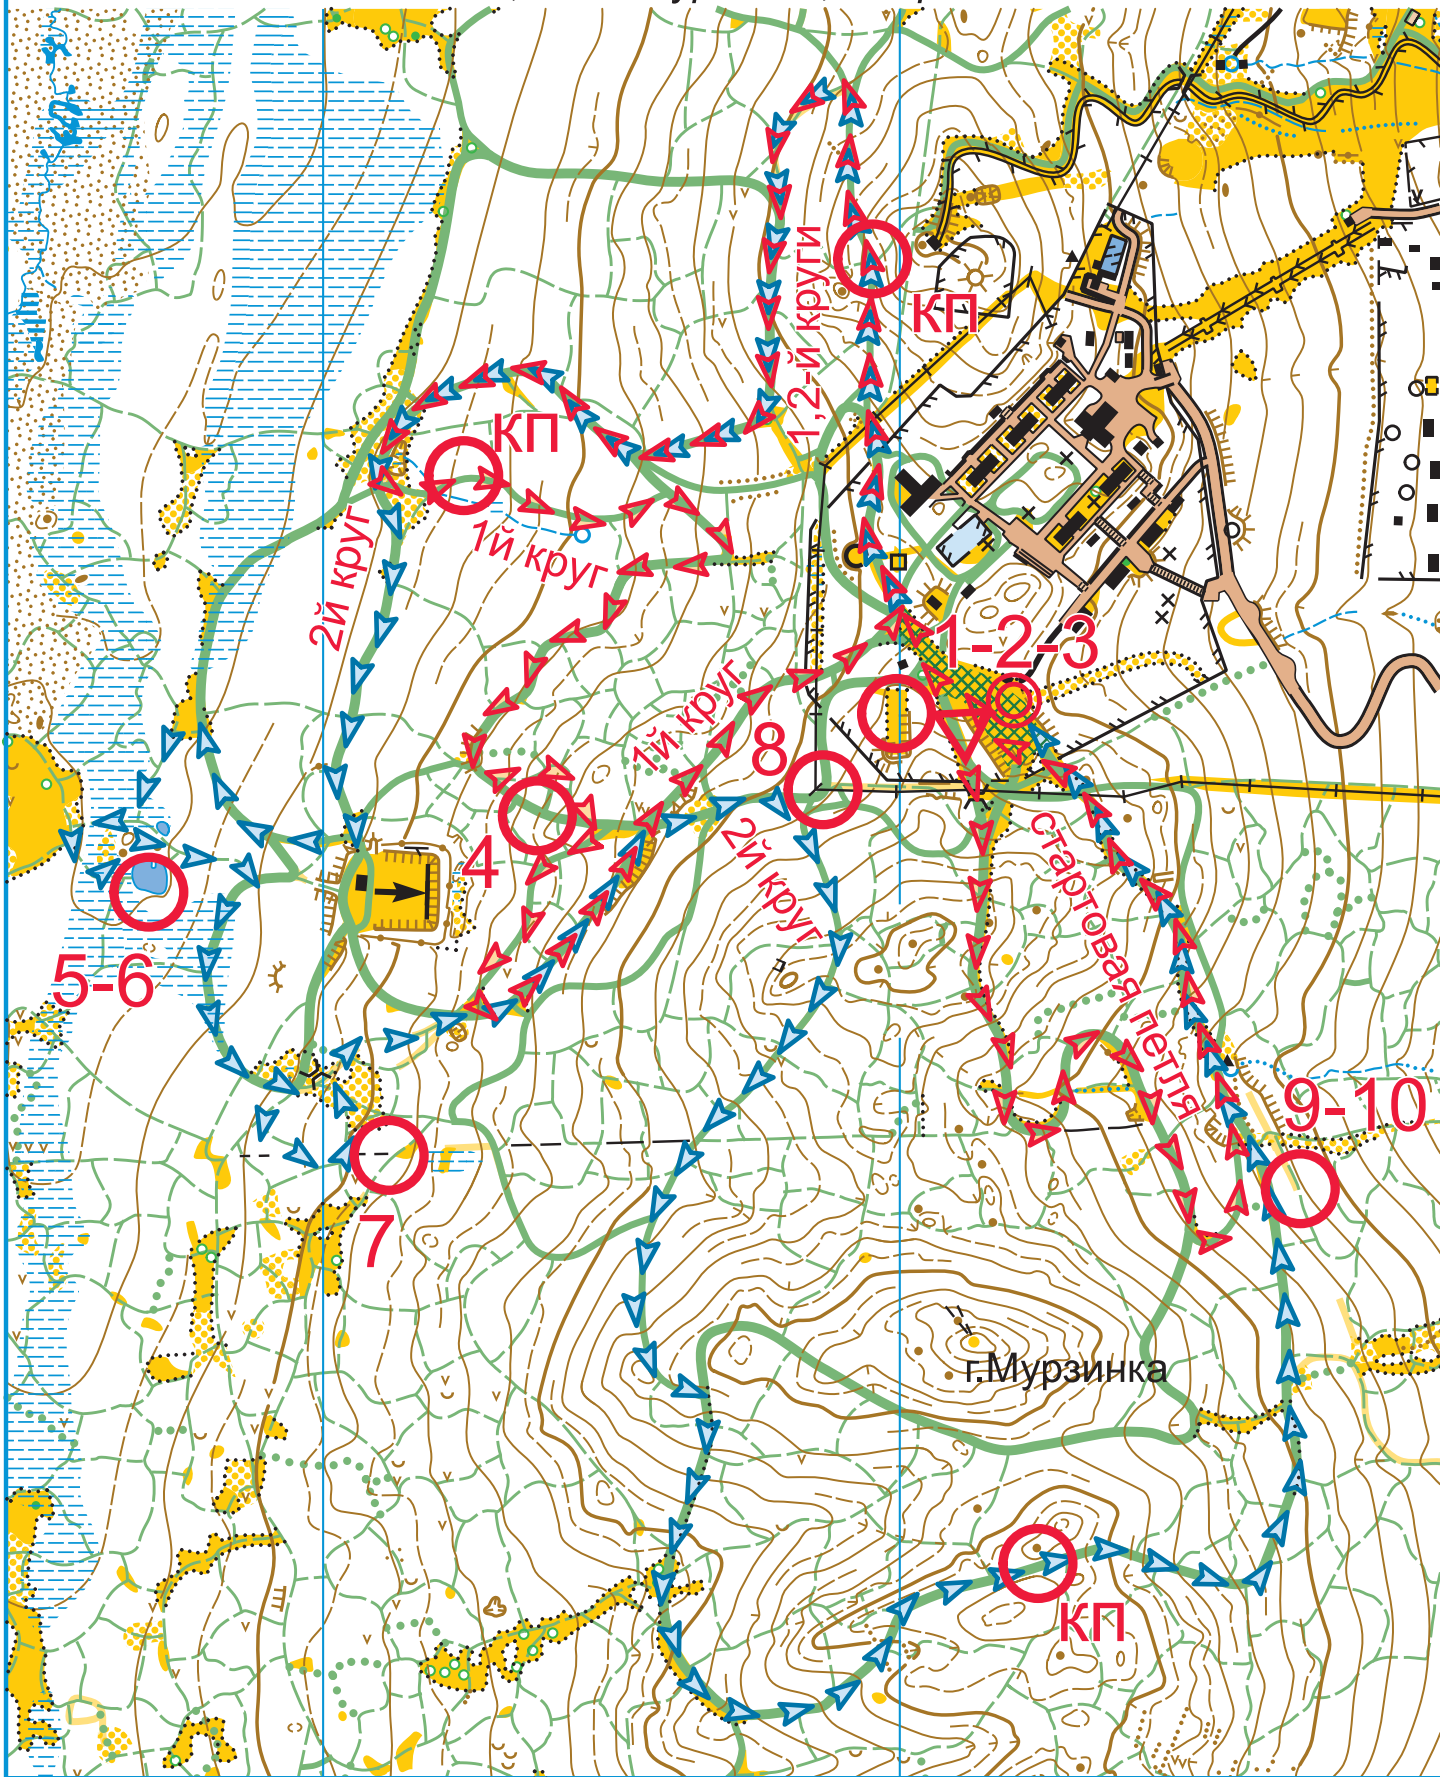 1,2-й круги
КП
КП
1й круг
2й круг
1-2-3
1й круг
8
4
2й круг
стартовая петля
5-6
9-10
7
г.Мурзинка
КП